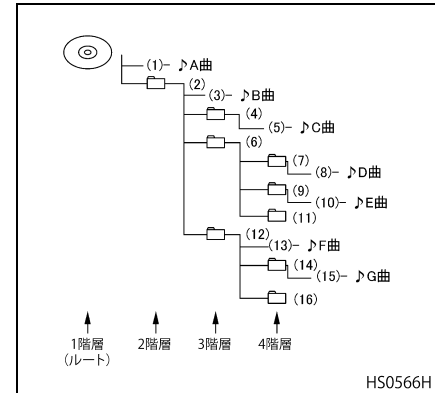 (1)- ♪A曲
(2)
(3)- ♪B曲
(4)
(5)- ♪C曲
(6)
(7)
(8)- ♪D曲
(9)
(10)- ♪E曲
(11)
(12)
(13)- ♪F曲
(14)
(15)- ♪G曲
(16)
1階層 2階層 3階層 4階層
(ルート)
HS0566H